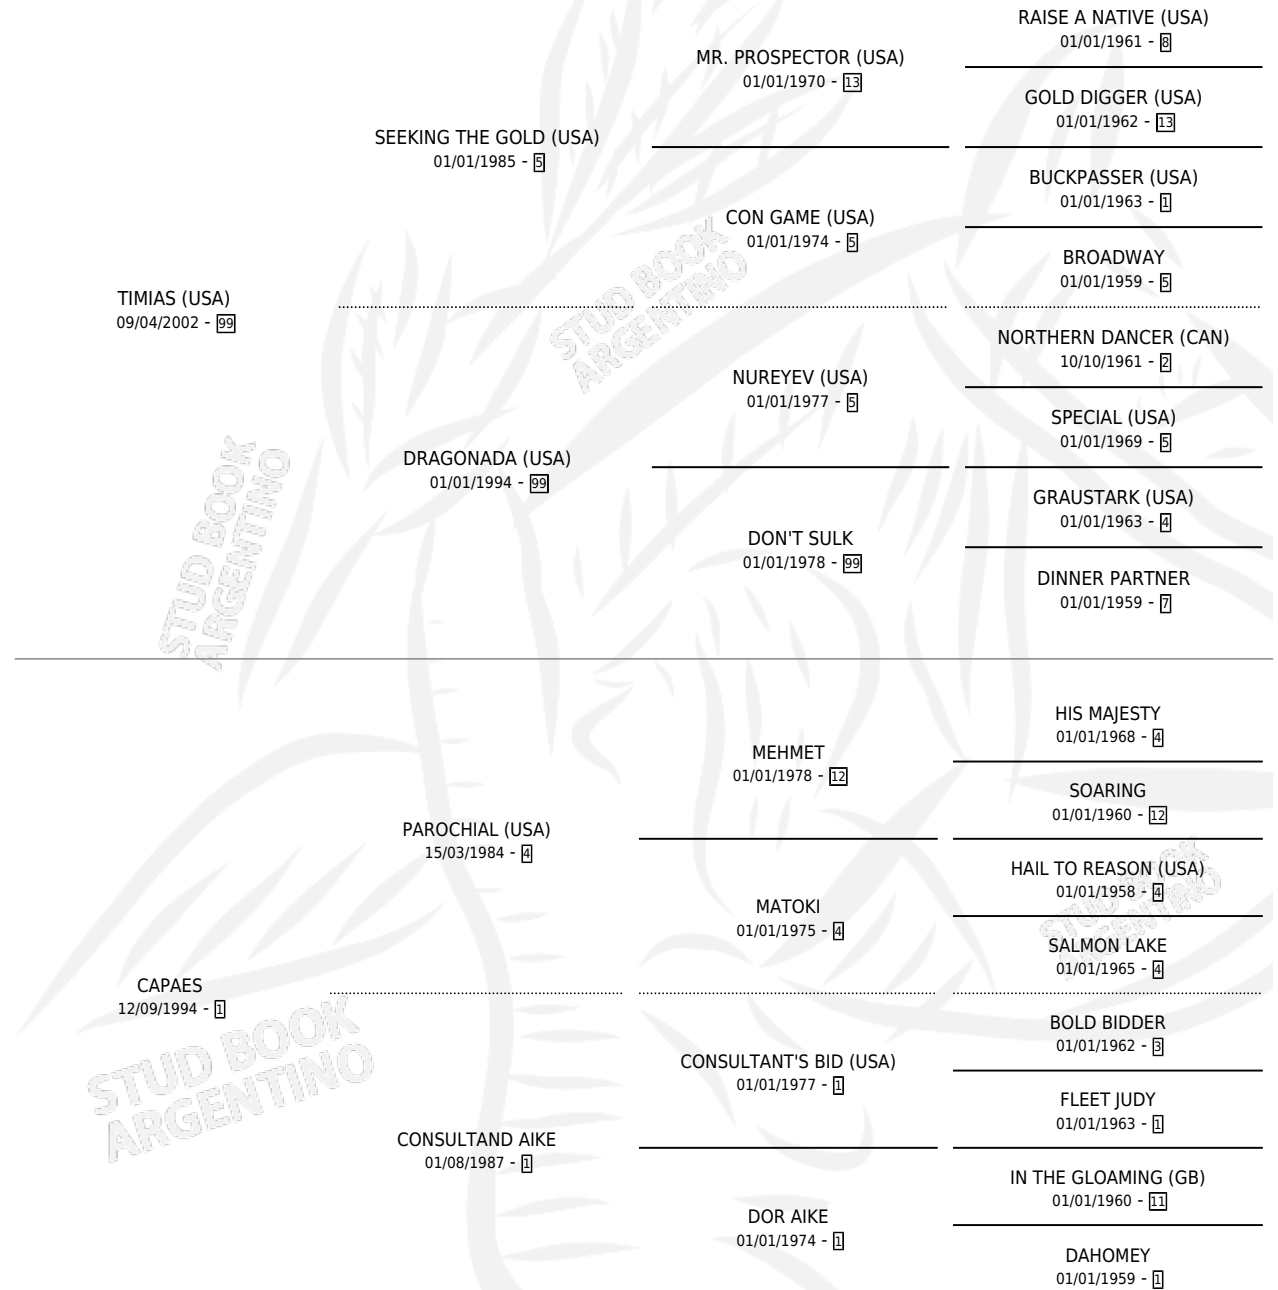 RAISE A NATIVE (USA)
01/01/1961 - 8
MR. PROSPECTOR (USA)
01/01/1970 - 13
GOLD DIGGER (USA)
01/01/1962 - 13
SEEKING THE GOLD (USA)
01/01/1985 - 5
BUCKPASSER (USA)
01/01/1963 - 1
CON GAME (USA)
01/01/1974 - 5
BROADWAY
01/01/1959 - 5
TIMIAS (USA)
09/04/2002 - 99
NORTHERN DANCER (CAN)
10/10/1961 - 2
NUREYEV (USA)
01/01/1977 - 5
SPECIAL (USA)
01/01/1969 - 5
DRAGONADA (USA)
01/01/1994 - 99
GRAUSTARK (USA)
01/01/1963 - 4
DON'T SULK
01/01/1978 - 99
DINNER PARTNER
01/01/1959 - 7
HIS MAJESTY
01/01/1968 - 4
MEHMET
01/01/1978 - 12
SOARING
01/01/1960 - 12
PAROCHIAL (USA)
15/03/1984 - 4
HAIL TO REASON (USA)
01/01/1958 - 4
MATOKI
01/01/1975 - 4
SALMON LAKE
01/01/1965 - 4
CAPAES
12/09/1994 - 1
BOLD BIDDER
01/01/1962 - 3
CONSULTANT'S BID (USA)
01/01/1977 - 1
FLEET JUDY
01/01/1963 - 1
CONSULTAND AIKE
01/08/1987 - 1
IN THE GLOAMING (GB)
01/01/1960 - 11
DOR AIKE
01/01/1974 - 1
DAHOMEY
01/01/1959 - 1
STUD BOOK
ARGENTINO
STUD BOOK
ARGENTINO
STUD BOOK
ARGENTINO
STUD BOOK
ARGENTINO